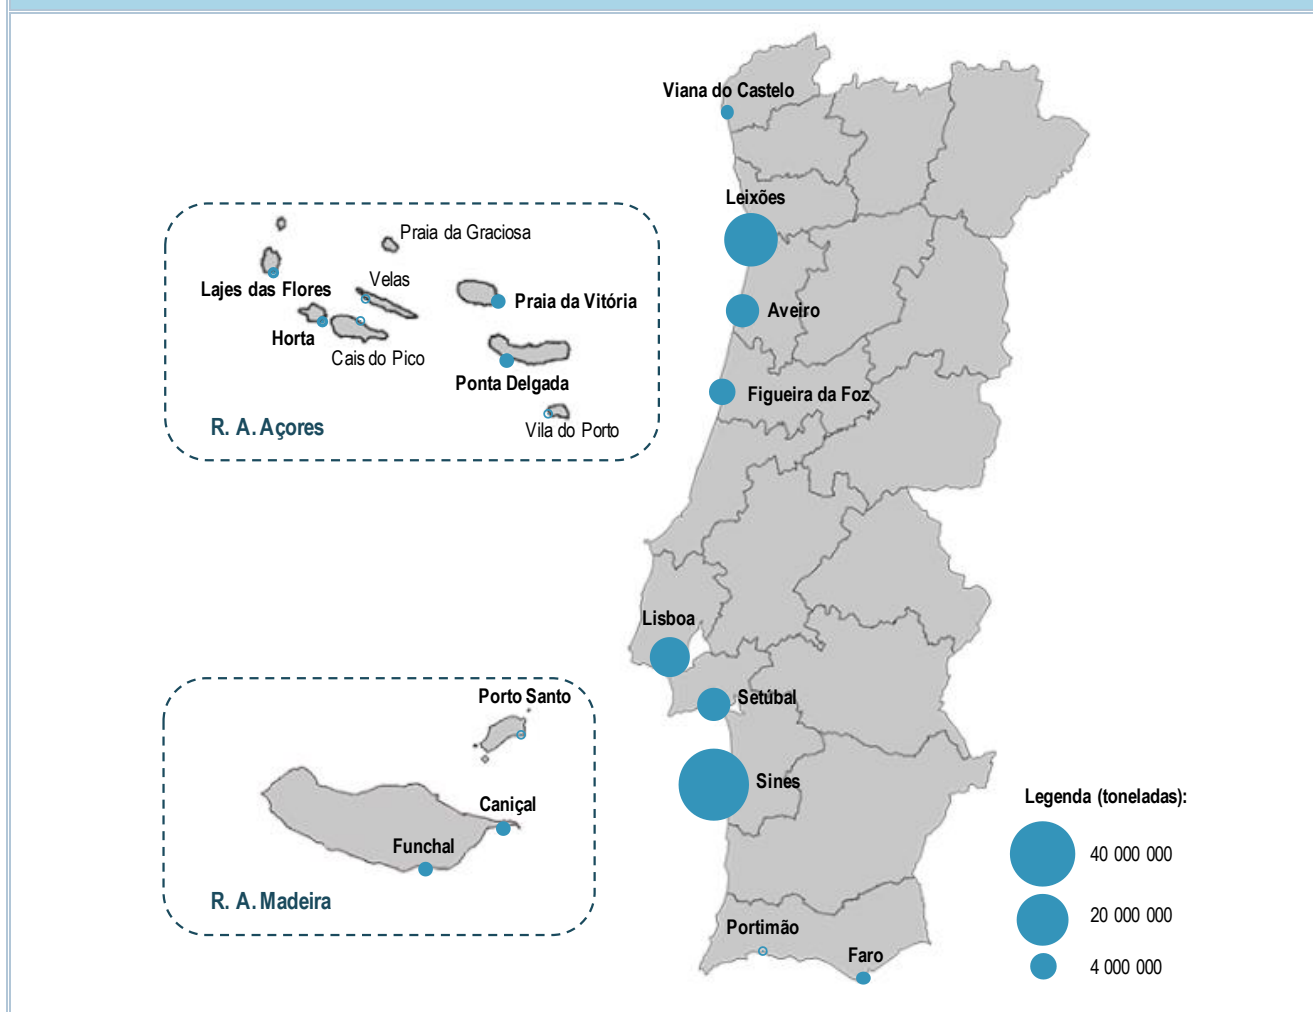 Viana do Castelo
Leixões
Praia da Graciosa
Velas
Lajes das Flores
Praia da Vitória
Aveiro
Horta
Cais do Pico
Ponta Delgada
Figueira da Foz
R. A. Açores
Vila do Porto
Lisboa
Porto Santo
Setúbal
Sines
Legenda (toneladas):
Caniçal
Funchal
40 000 000
R. A. Madeira
20 000 000
Portimão
Faro
4 000 000